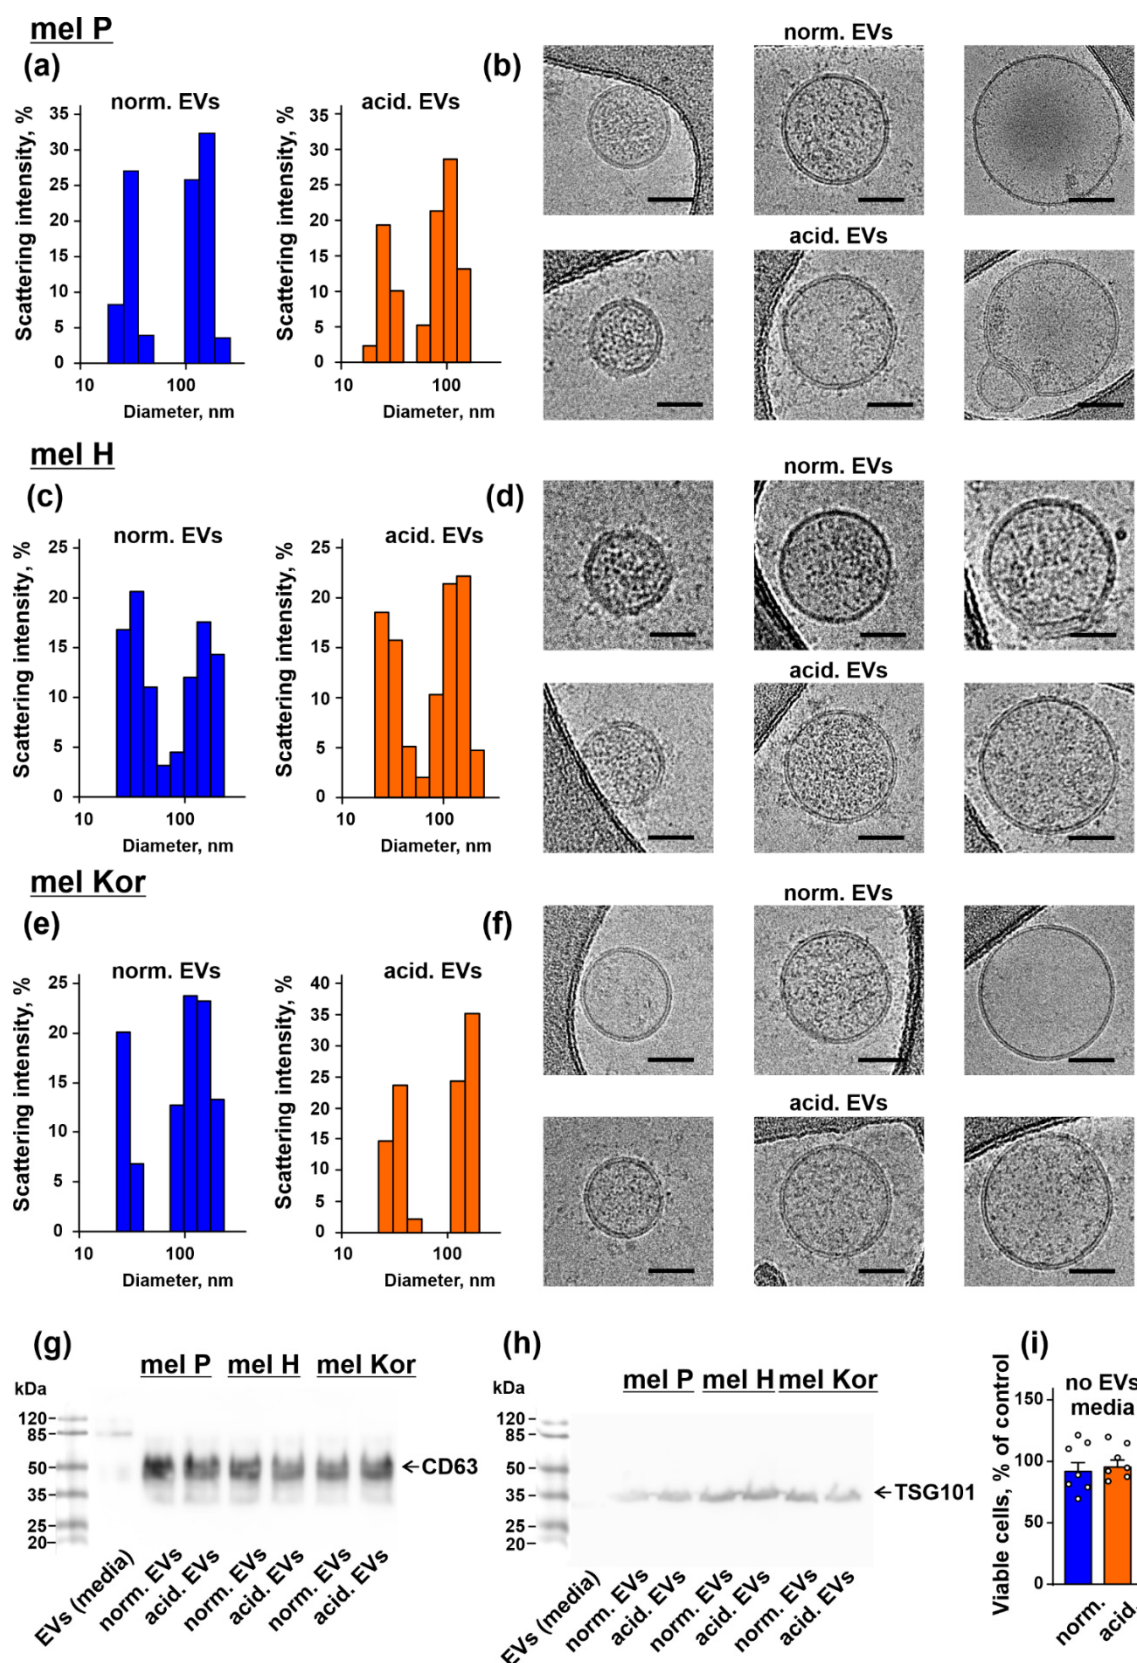 mel P
(a)
norm. EVs
acid. EVs
Scattering intensity, %
35
30
25
20
15
10
5
0
10
100
Diameter, nm
Scattering intensity, %
35
30
25
20
15
10
5
0
10
100
Diameter, nm
(b)
norm. EVs
acid. EVs
mel H
(c)
norm. EVs
acid. EVs
Scattering intensity, %
25
20
15
10
5
0
10
100
Diameter, nm
Scattering intensity, %
25
20
15
10
5
0
10
100
Diameter, nm
(d)
norm. EVs
acid. EVs
mel Kor
(e)
norm. EVs
acid. EVs
Scattering intensity, %
25
20
15
10
5
0
10
100
Diameter, nm
Scattering intensity, %
40
35
30
25
20
15
10
5
0
10
100
Diameter, nm
(f)
norm. EVs
acid. EVs
(g)
mel P mel H mel Kor
kDa
120
85
50
35
25
20
←CD63
EVs (media)
norm. EVs
acid. EVs
norm. EVs
acid. EVs
norm. EVs
acid. EVs
(h)
mel P mel H mel Kor
kDa
120
85
50
35
25
20
←TSG101
EVs (media)
norm. EVs
acid. EVs
norm. EVs
acid. EVs
norm. EVs
acid. EVs
(i)
no EVs
media
Viable cells, % of control
150
100
50
0
norm.
acid.